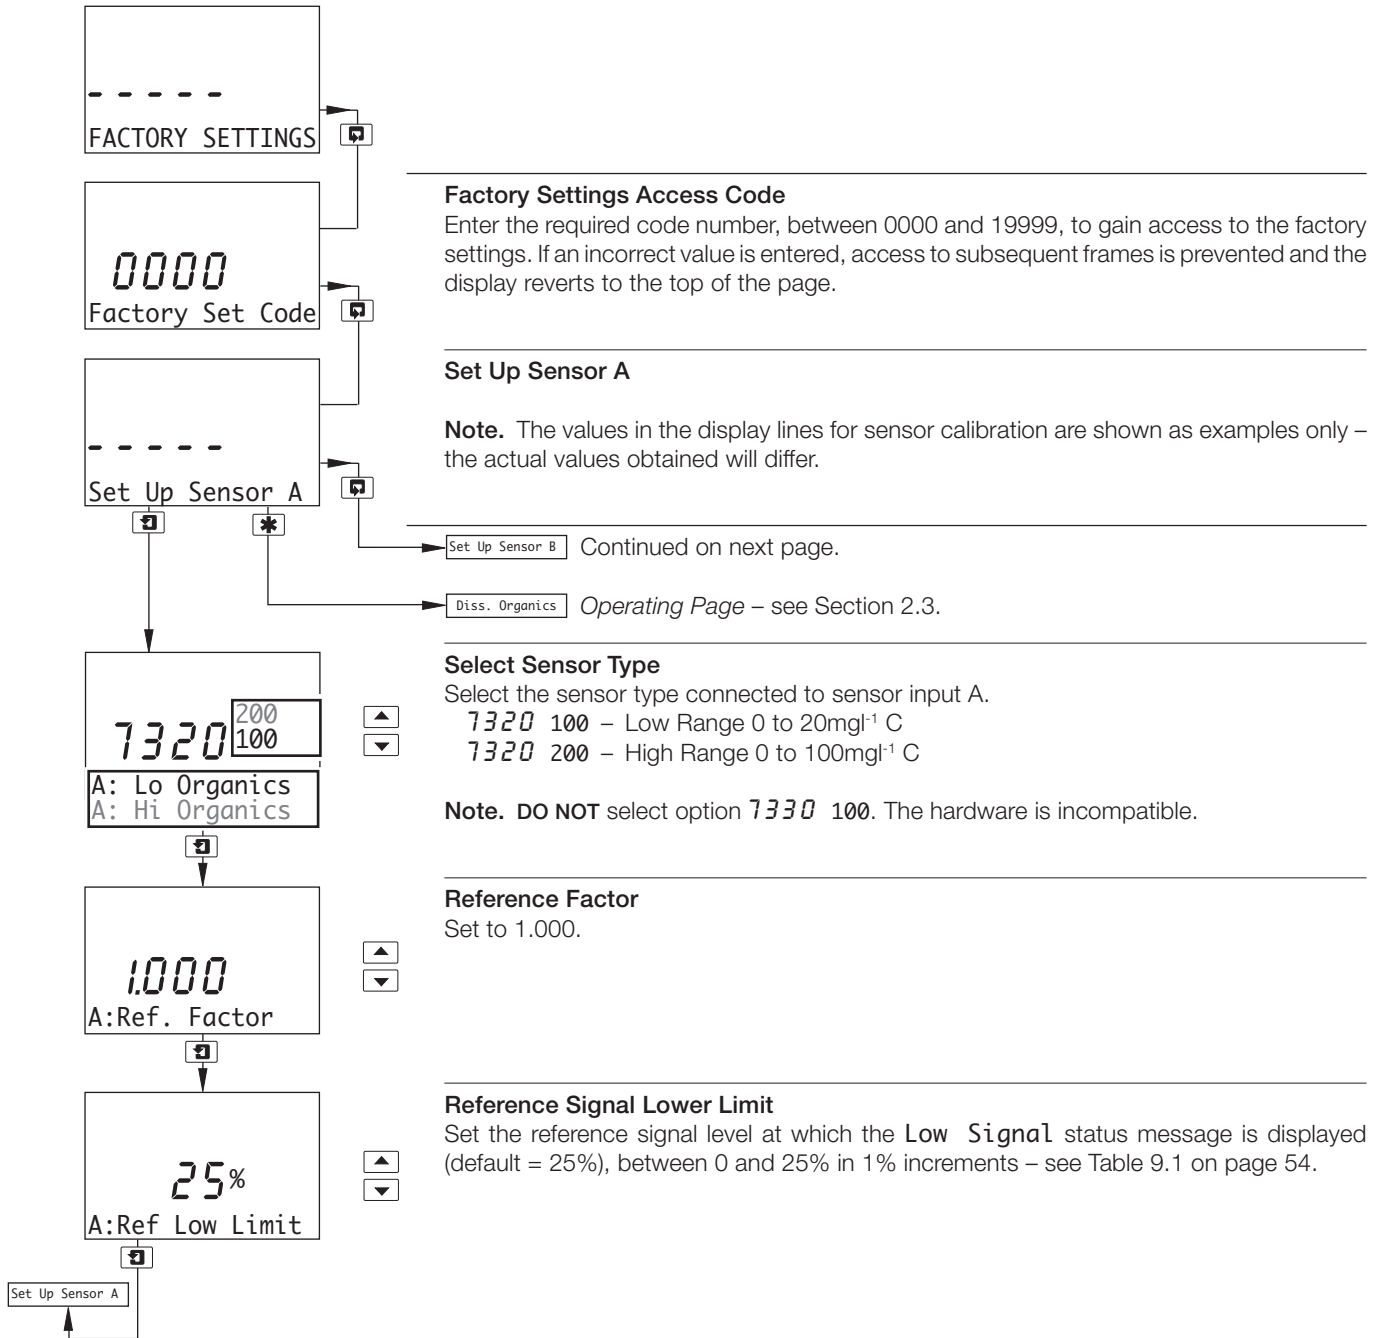 - - - - -
FACTORY SETTINGS
Factory Settings Access Code
Enter the required code number, between 0000 and 19999, to gain access to the factory
settings. If an incorrect value is entered, access to subsequent frames is prevented and the
display reverts to the top of the page.
0000
Factory Set Code
Set Up Sensor A
Note. The values in the display lines for sensor calibration are shown as examples only –
the actual values obtained will differ.
- - - - -
Set Up Sensor A
Set Up Sensor B Continued on next page.
Diss. Organics Operating Page – see Section 2.3.
Select Sensor Type
Select the sensor type connected to sensor input A.
7320 100 – Low Range 0 to 20mgl⁻¹ C
7320 200 – High Range 0 to 100mgl⁻¹ C
Note. DO NOT select option 7330 100. The hardware is incompatible.
200
7320 100
A: Lo Organics
A: Hi Organics
Reference Factor
Set to 1.000.
1.000
A:Ref. Factor
Reference Signal Lower Limit
Set the reference signal level at which the Low Signal status message is displayed
(default = 25%), between 0 and 25% in 1% increments – see Table 9.1 on page 54.
25%
A:Ref Low Limit
Set Up Sensor A